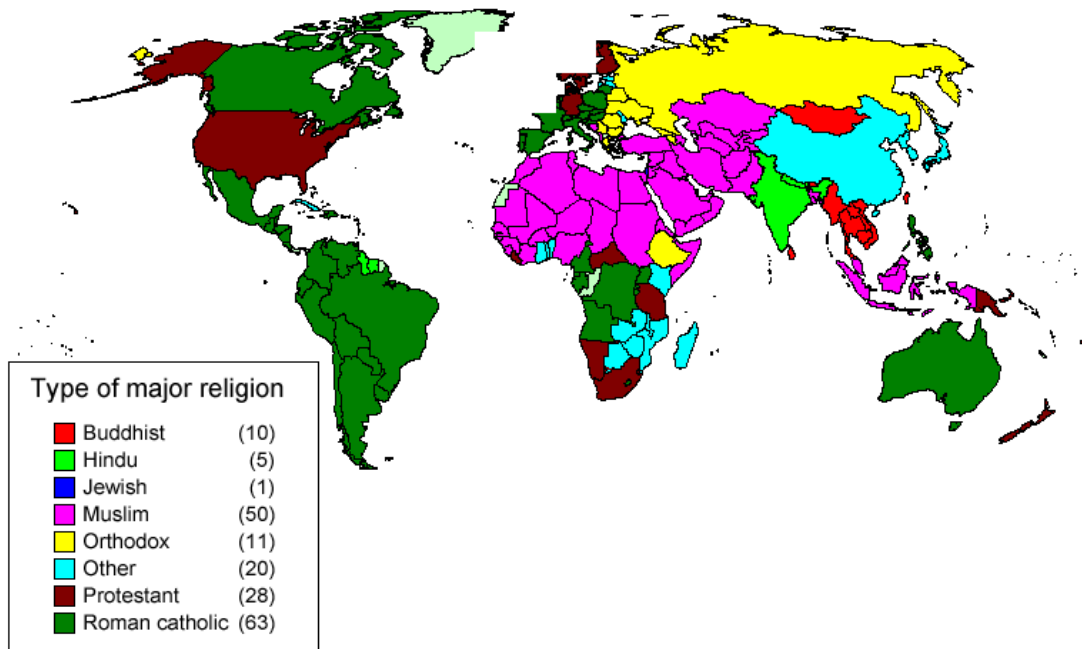 Type of major religion
Buddhist (10)
Hindu (5)
Jewish (1)
Muslim (50)
Orthodox (11)
Other (20)
Protestant (28)
Roman catholic (63)